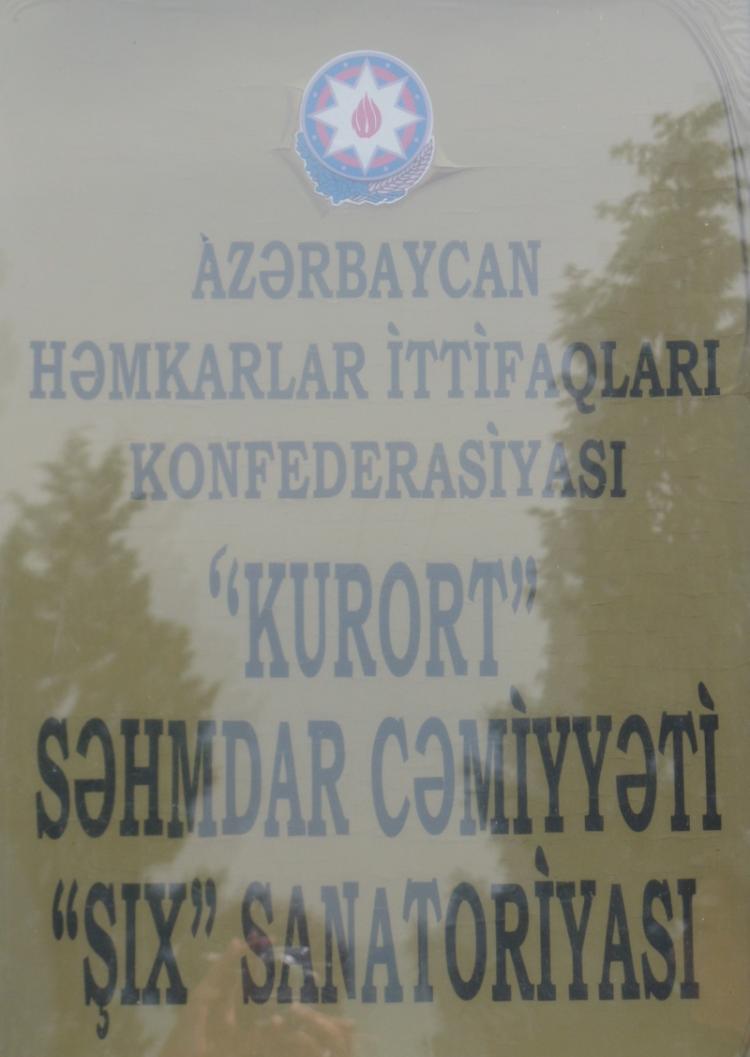 AZƏRBAYCAN
HƏMKARLAR İTTİFAQLARI
KONFEDERASİYASI
“KURORT”
SƏHMDAR CƏMİYYƏTİ
“ŞIX” SANATORİYASI